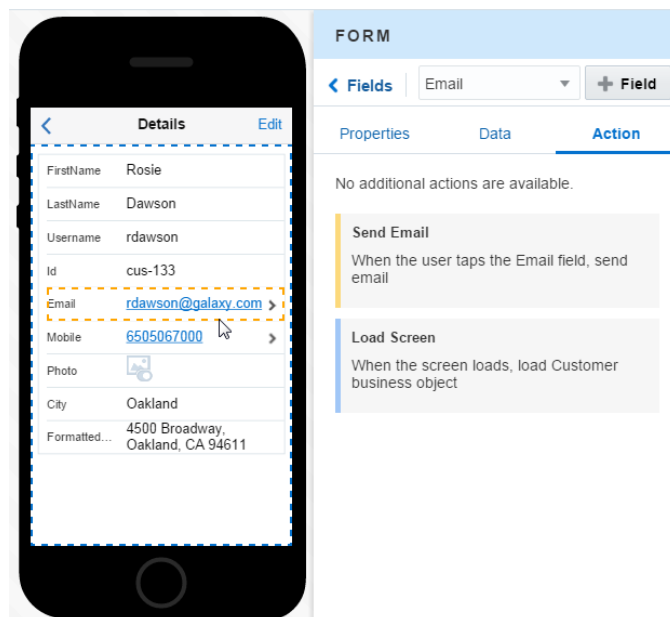 Details
Edit
FirstName Rosie
LastName Dawson
Username rdawson
Id cus-133
Email rdawson@galaxy.com
Mobile 6505067000
Photo
City Oakland
Formatted... 4500 Broadway,
Oakland, CA 94611
FORM
Fields
Email
Field
Properties
Data
Action
No additional actions are available.
Send Email
When the user taps the Email field, send
email
Load Screen
When the screen loads, load Customer
business object